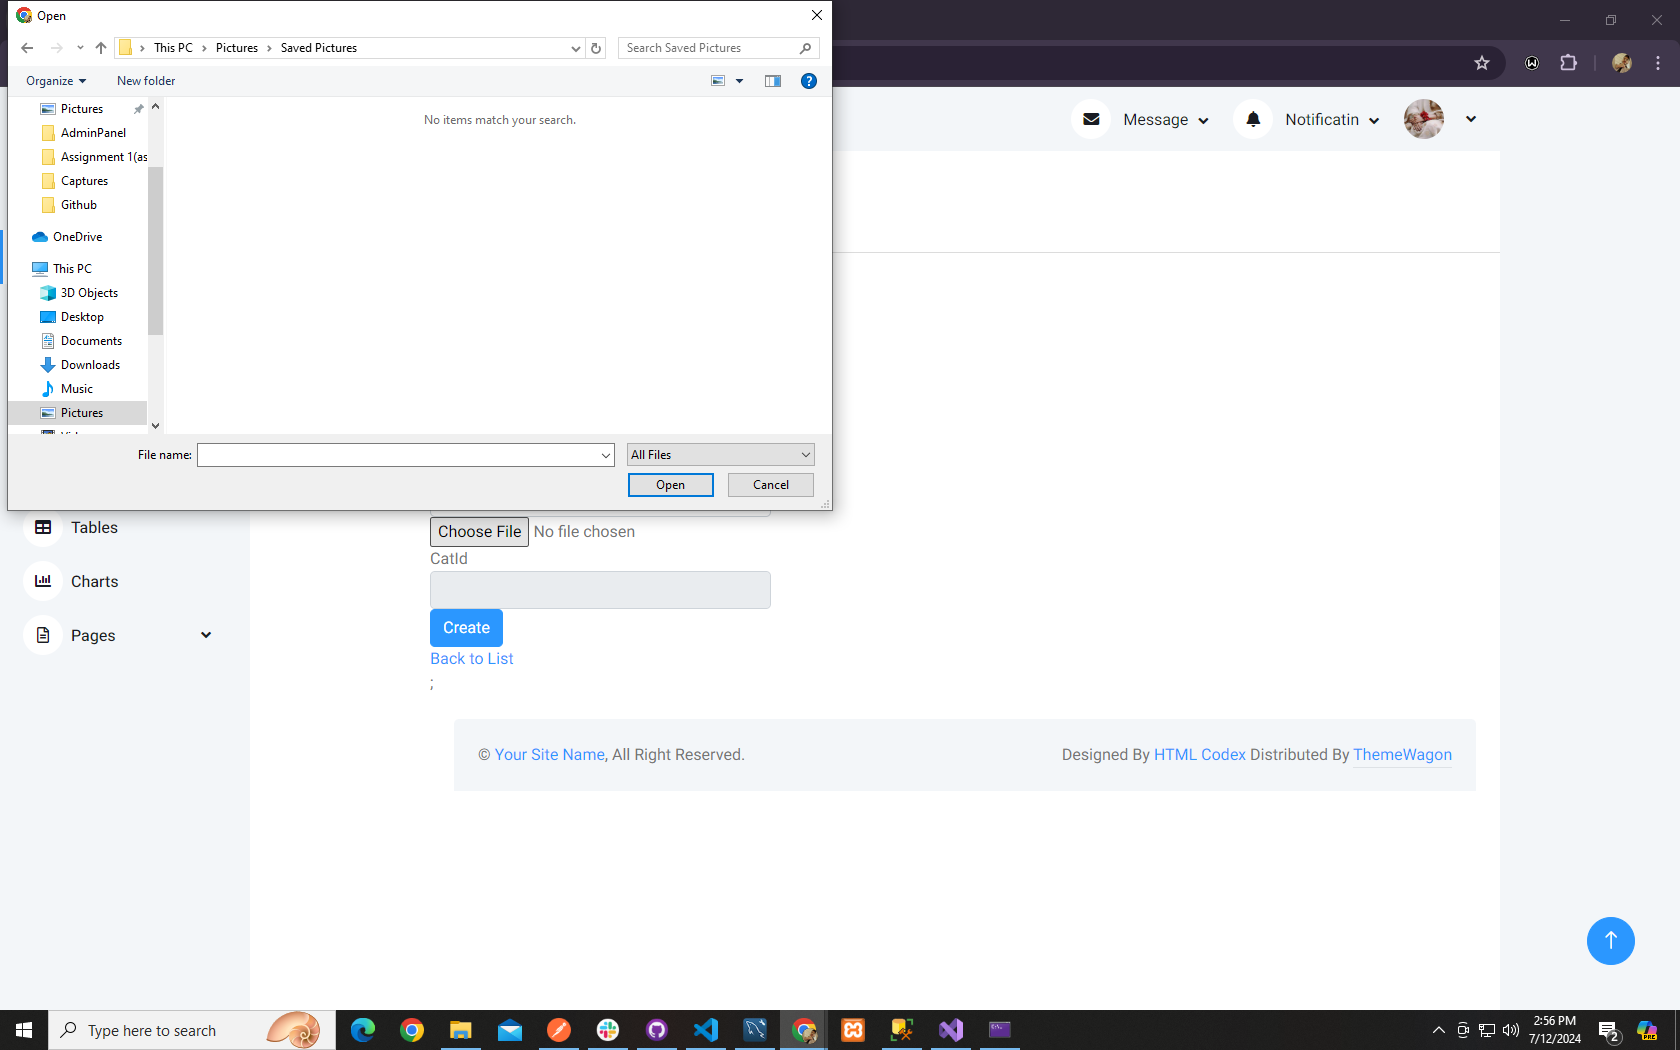 Open
This PC
Pictures
Saved Pictures
Search Saved Pictures
Organize
New folder
?
Pictures
AdminPanel
Assignment 1(as
Captures
Github
OneDrive
This PC
3D Objects
Desktop
Documents
Downloads
Music
Pictures
No items match your search.
File name:
All Files
Open
Cancel
Message
Notificatin
Tables
Charts
Pages
Choose File No file chosen
CatId
Create
Back to List
;
© Your Site Name, All Right Reserved.
Designed By HTML Codex Distributed By ThemeWagon
Type here to search
2:56 PM
7/12/2024
2
PRE